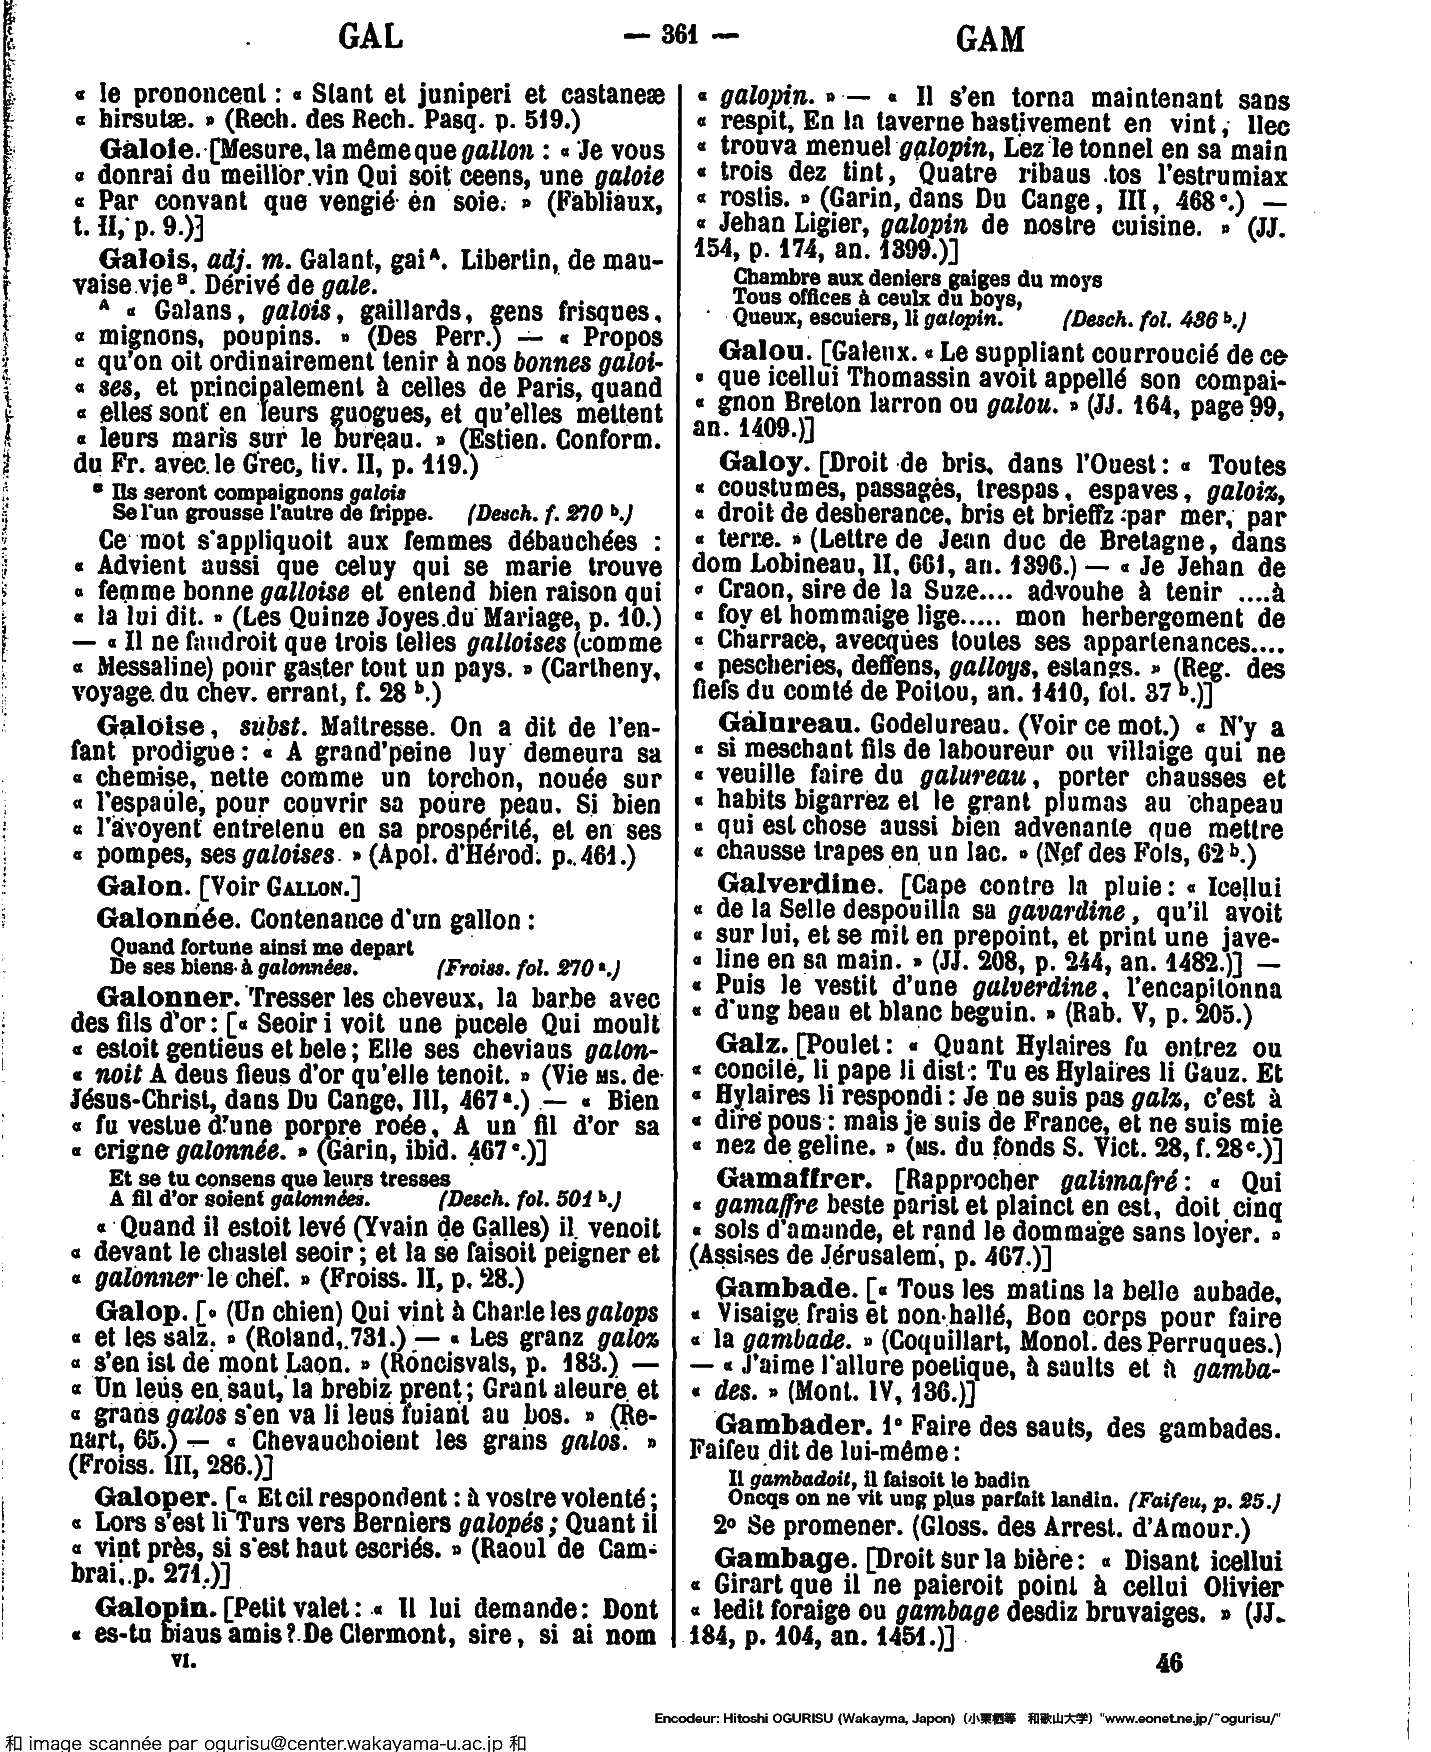 GAL — 361 — GAM
« le prononcent : « Stant et juniperi et castaneæ
« hirsutæ. » (Rech. des Rech. Pasq. p. 519.)
Galoie. [Mesure, la même que gallon : « Je vous
« donrai du meillor vin Qui soit ceens, une galoie
« Par convant que vengié en soie. » (Fabliaux,
t. II, p. 9.)]
Galois, adj. m. Galant, gai A. Libertin, de mau-
vaise vie B. Dérivé de gale.
A « Galans, galois, gaillards, gens frisques,
« mignons, poupins. » (Des Perr.) — « Propos
« qu'on oit ordinairement tenir à nos bonnes galoi-
« ses, et principalement à celles de Paris, quand
« elles sont en leurs guogues, et qu'elles mettent
« leurs maris sur le bureau. » (Estien. Conform.
du Fr. avec le Grec, liv. II, p. 119.)
B Ils seront compaignons galois
Se l'un grousse l'autre de frippe. (Desch. f. 270 b.)
Ce mot s'appliquoit aux femmes débauchées :
« Advient aussi que celuy qui se marie trouve
« femme bonne galloise et entend bien raison qui
« la lui dit. » (Les Quinze Joyes du Mariage, p. 10.)
— « Il ne faudroit que trois telles galloises (comme
« Messaline) pour gaster tout un pays. » (Cartheny,
voyage du chev. errant, f. 28 b.)
Galoise, subst. Maîtresse. On a dit de l'en-
fant prodigue : « A grand'peine luy demeura sa
« chemise, nette comme un torchon, nouée sur
« l'espaule, pour couvrir sa poure peau. Si bien
« l'avoyent entretenu en sa prospérité, et en ses
« pompes, ses galoises. » (Apol. d'Hérod. p. 461.)
Galon. [Voir GALLON.]
Galonnée. Contenance d'un gallon :
Quand fortune ainsi me depart
De ses biens à galonnées. (Froiss. fol. 270 a.)
Galonner. Tresser les cheveux, la barbe avec
des fils d'or : [« Seoir i voit une pucele Qui moult
« estoit gentieus et bele ; Elle ses cheviaus galon-
« noit A deus fieus d'or qu'elle tenoit. » (Vie MS. de
Jésus-Christ, dans Du Cange, III, 467 a.) — « Bien
« fu vestue d'une porpre roée, A un fil d'or sa
« crigne galonnée. » (Garin, ibid. 467 c.)]
Et se tu consens que leurs tresses
A fil d'or soient galonnées. (Desch. fol. 501 b.)
« Quand il estoit levé (Yvain de Galles) il venoit
« devant le chastel seoir ; et la se faisoit peigner et
« galonner le chef. » (Froiss. II, p. 28.)
Galop. [« (Un chien) Qui vint à Charle les galops
« et les salz. » (Roland, 731.) — « Les granz galoz
« s'en ist de mont Laon. » (Roncisvals, p. 183.) —
« Un leus en saut, la brebiz prent ; Grant aleure et
« grans galos s'en va li leus fuiant au bos. » (Re-
nart, 65.) — « Chevauchoient les grans galos. »
(Froiss. III, 286.)]
Galoper. [« Et cil respondent : à vostre volenté ;
« Lors s'est li Turs vers Berniers galopés ; Quant il
« vint près, si s'est haut escriés. » (Raoul de Cam-
brai, p. 271.)]
Galopin. [Petit valet : « Il lui demande : Dont
« es-tu biaus amis ? De Clermont, sire, si ai nom
VI.
« galopin. » — « Il s'en torna maintenant sans
« respit, En la taverne hastivement en vint, Ilec
« trouva menuel galopin, Lez le tonnel en sa main
« trois dez tint, Quatre ribaus tos l'estrumiax
« rostis. » (Garin, dans Du Cange, III, 468 c.) —
« Jehan Ligier, galopin de nostre cuisine. » (JJ.
154, p. 174, an. 1399.)]
Chambre aux deniers gaiges du moys
Tous offices à ceulx du boys,
Queux, escuiers, li galopin. (Desch. fol. 436 b.)
Galou. [Galeux. « Le suppliant courroucié de ce
« que icellui Thomassin avoit appellé son compai-
« gnon Breton larron ou galou. » (JJ. 164, page 99,
an. 1409.)]
Galoy. [Droit de bris, dans l'Ouest : « Toutes
« coustumes, passages, trespas, espaves, galoiz,
« droit de desherance, bris et brieffz par mer, par
« terre. » (Lettre de Jean duc de Bretagne, dans
dom Lobineau, II, 661, an. 1396.) — « Je Jehan de
« Craon, sire de la Suze.... advouhe à tenir ....à
« foy et hommaige lige..... mon herbergement de
« Charrace, avecques toutes ses appartenances....
« pescheries, deffens, galloys, estangs. » (Reg. des
fiefs du comté de Poitou, an. 1410, fol. 37 b.)]
Galureau. Godelureau. (Voir ce mot.) « N'y a
« si meschant fils de laboureur ou villaige qui ne
« veuille faire du galureau, porter chausses et
« habits bigarrez et le grant plumas au chapeau
« qui est chose aussi bien advenante que mettre
« chausse trapes en un lac. » (Nef des Fols, 62 b.)
Galverdine. [Cape contre la pluie : « Icellui
« de la Selle despouilla sa gavardine, qu'il avoit
« sur lui, et se mit en prepoint, et print une jave-
« line en sa main. » (JJ. 208, p. 244, an. 1482.)] —
« Puis le vestit d'une galverdine, l'encapitonna
« d'ung beau et blanc beguin. » (Rab. V, p. 205.)
Galz. [Poulet : « Quant Hylaires fu entrez ou
« concile, li pape li dist : Tu es Hylaires li Gauz. Et
« Hylaires li respondi : Je ne suis pas galz, c'est à
« dire pous : mais je suis de France, et ne suis mie
« nez de geline. » (MS. du fonds S. Vict. 28, f. 28 c.)]
Gamaffrer. [Rapprocher galimafré : « Qui
« gamaffre beste parist et plainct en est, doit cinq
« sols d'amande, et rand le dommage sans loyer. »
(Assises de Jérusalem, p. 467.)]
Gambade. [« Tous les matins la belle aubade,
« Visaige frais et non hallé, Bon corps pour faire
« la gambade. » (Coquillart, Monol. des Perruques.)
— « J'aime l'allure poetique, à saults et à gamba-
« des. » (Mont. IV, 136.)]
Gambader. 1° Faire des sauts, des gambades.
Faifeu dit de lui-même :
Il gambadoit, il faisoit le badin
Oncqs on ne vit ung plus parfait landin. (Faifeu, p. 25.)
2° Se promener. (Gloss. des Arrest. d'Amour.)
Gambage. [Droit sur la bière : « Disant icellui
« Girart que il ne paieroit point à cellui Olivier
« ledit foraige ou gambage desdiz bruvaiges. » (JJ.
184, p. 104, an. 1451.)]
46
Encodeur: Hitoshi OGURISU (Wakayma, Japon) (小栗栖等 和歌山大学) "www.eonet.ne.jp/~ogurisu/"
和 image scannée par ogurisu@center.wakayama-u.ac.jp 和